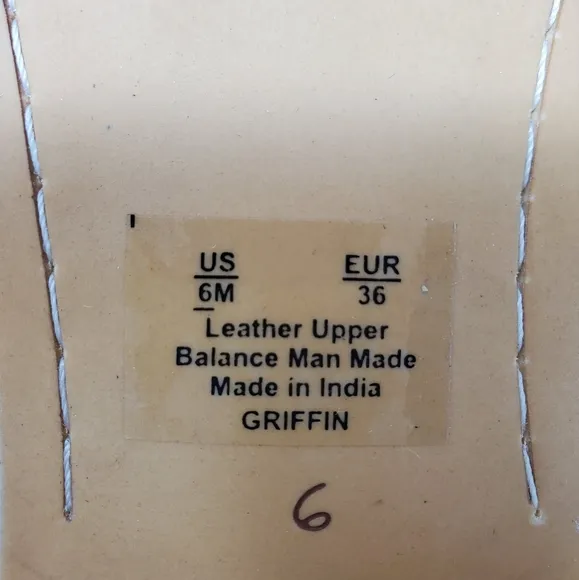 US EUR
6M 36
Leather Upper
Balance Man Made
Made in India
GRIFFIN
6